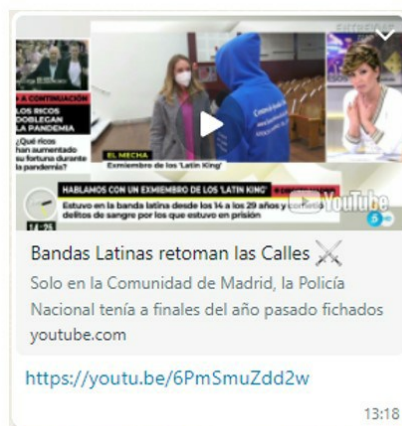 + A CONTINUACIÓN
LOS RICOS
DOBLEGAN
LA PANDEMIA
¿Qué ricos
han aumentado
su fortuna durante
la pandemia?
EL MECHA
Exmiembro de los 'Latin King'
HABLAMOS CON UN EXMIEMBRO DE LOS 'LATIN KING'
Estuvo en la banda latina desde los 14 a los 29 años y cometió
delitos de sangre por los que estuvo en prisión
YouTube
Bandas Latinas retoman las Calles ⚔
Solo en la Comunidad de Madrid, la Policía
Nacional tenía a finales del año pasado fichados
youtube.com
https://youtu.be/6PmSmuZdd2w
13:18